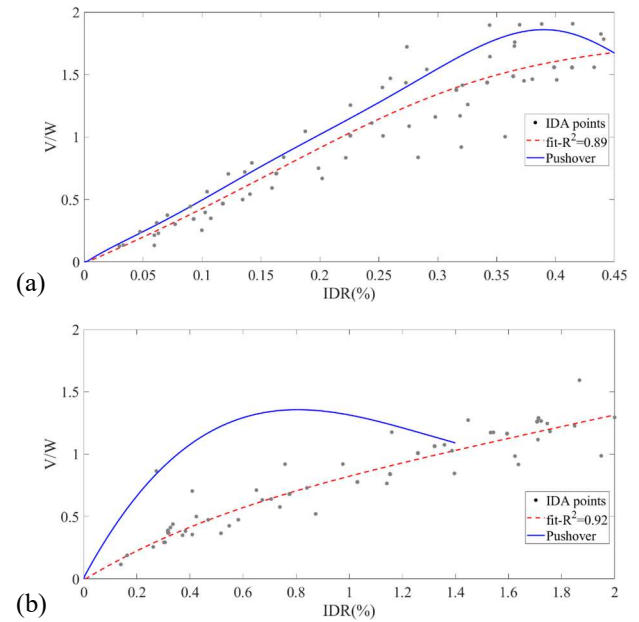 2
1.5
V/W
1
0.5
0
IDA points
fit-R²=0.89
Pushover
0 0.05 0.1 0.15 0.2 0.25 0.3 0.35 0.4 0.45
(a)
IDR(%)
2
1.5
V/W
1
0.5
0
IDA points
fit-R²=0.92
Pushover
0 0.2 0.4 0.6 0.8 1 1.2 1.4 1.6 1.8 2
(b)
IDR(%)